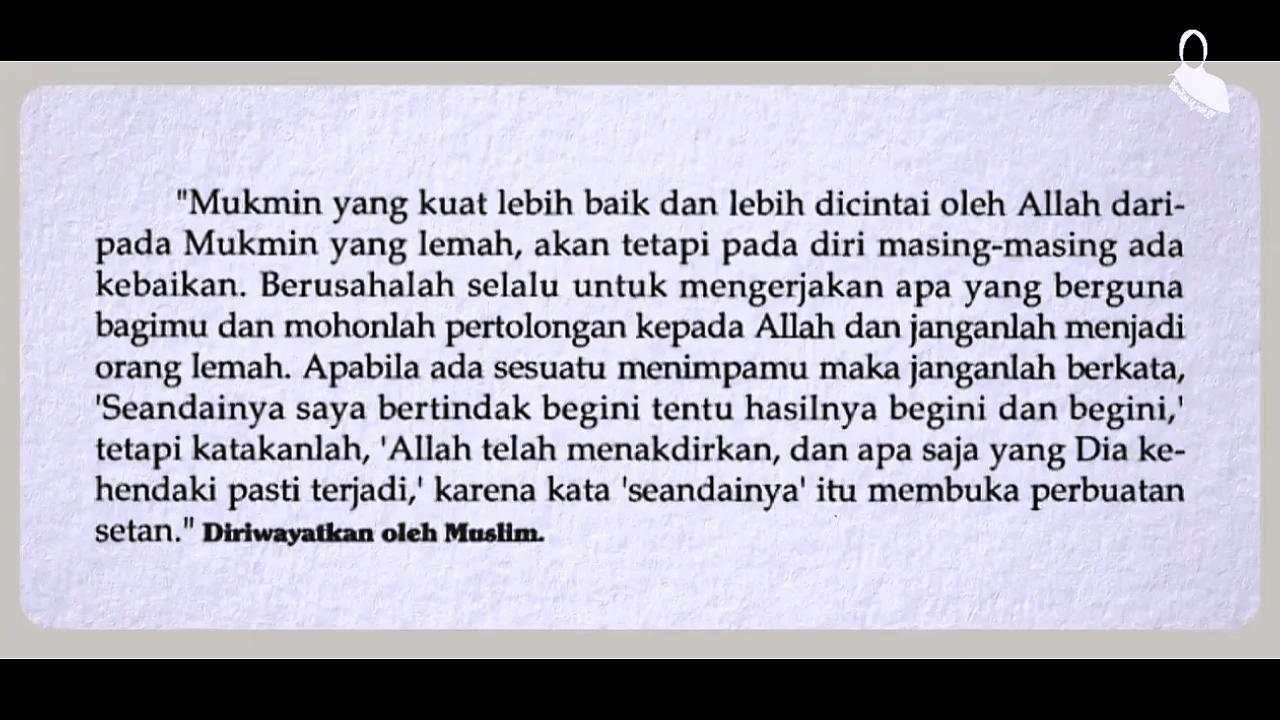 "Mukmin yang kuat lebih baik dan lebih dicintai oleh Allah dari-
pada Mukmin yang lemah, akan tetapi pada diri masing-masing ada
kebaikan. Berusahalah selalu untuk mengerjakan apa yang berguna
bagimu dan mohonlah pertolongan kepada Allah dan janganlah menjadi
orang lemah. Apabila ada sesuatu menimpamu maka janganlah berkata,
'Seandainya saya bertindak begini tentu hasilnya begini dan begini,'
tetapi katakanlah, 'Allah telah menakdirkan, dan apa saja yang Dia ke-
hendaki pasti terjadi,' karena kata 'seandainya' itu membuka perbuatan
setan." Diriwayatkan oleh Muslim.